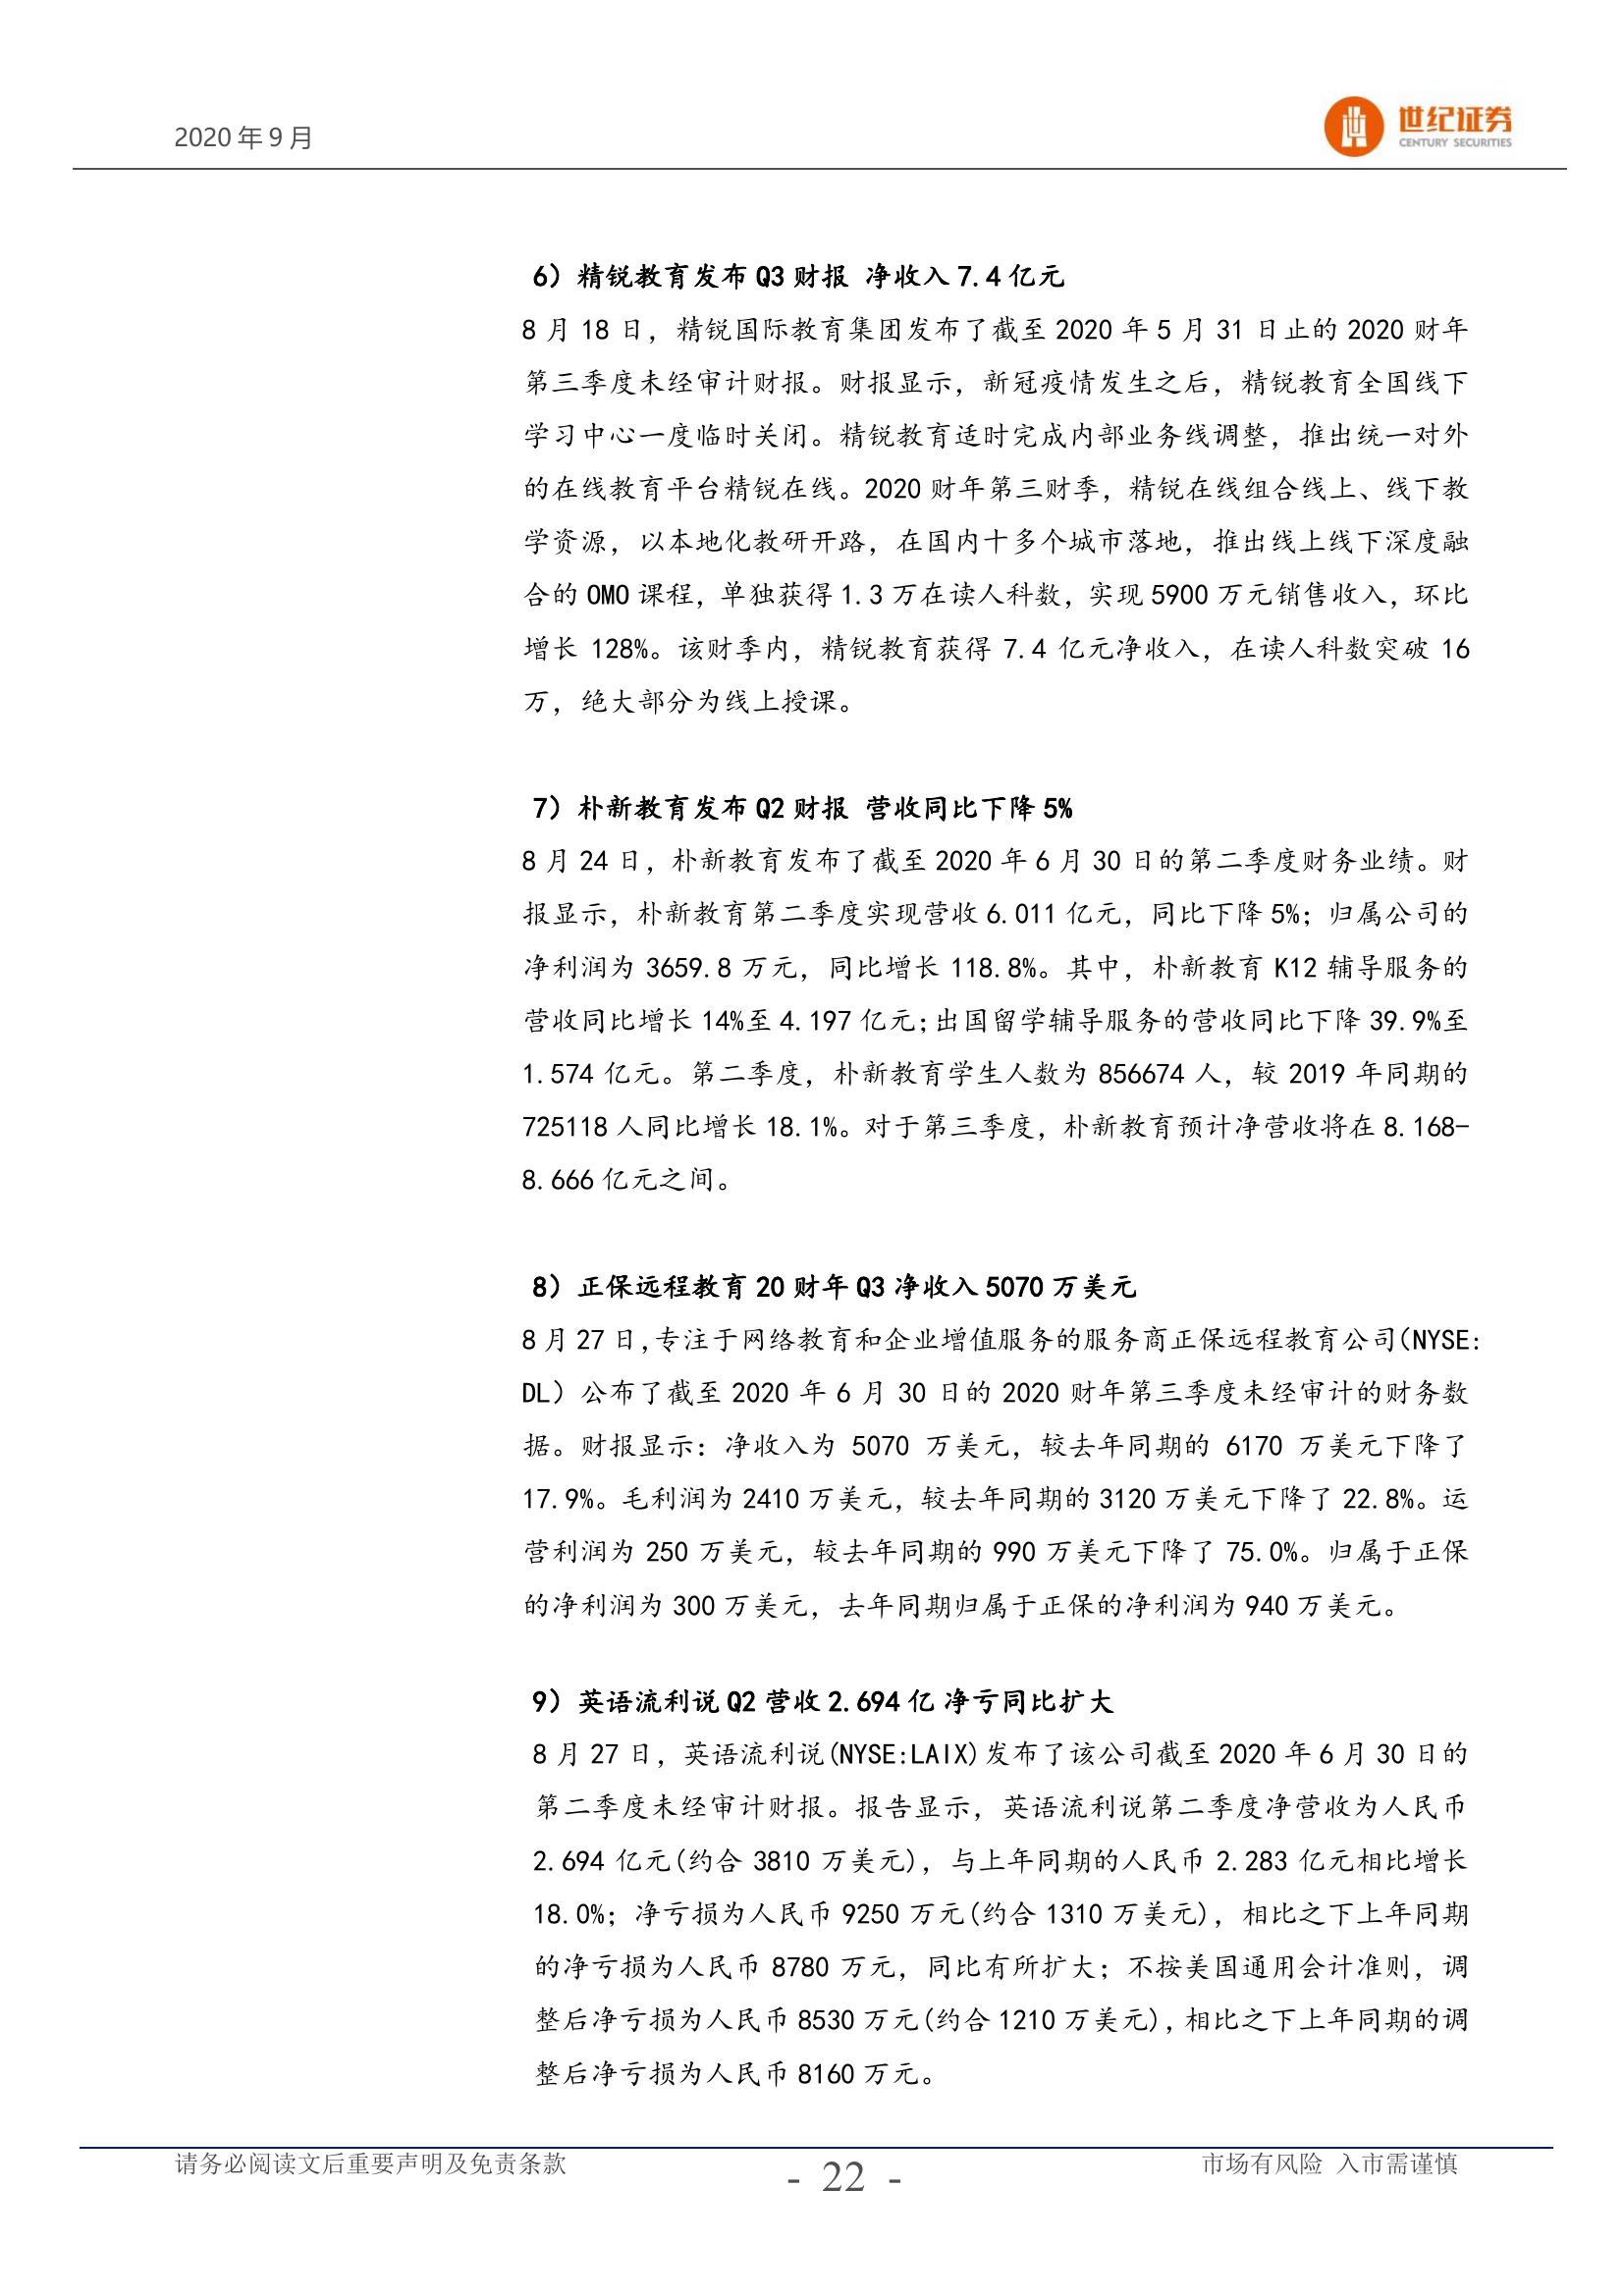 2020年9月
世纪证券
CENTURY SECURITIES
6）精锐教育发布 Q3 财报 净收入 7.4 亿元
8 月 18 日，精锐国际教育集团发布了截至 2020 年 5 月 31 日止的 2020 财年
第三季度未经审计财报。财报显示，新冠疫情发生之后，精锐教育全国线下
学习中心一度临时关闭。精锐教育适时完成内部业务线调整，推出统一对外
的在线教育平台精锐在线。2020 财年第三财季，精锐在线组合线上、线下教
学资源，以本地化教研开路，在国内十多个城市落地，推出线上线下深度融
合的 OMO 课程，单独获得 1.3 万在读人科数，实现 5900 万元销售收入，环比
增长 128%。该财季内，精锐教育获得 7.4 亿元净收入，在读人科数突破 16
万，绝大部分为线上授课。
7）朴新教育发布 Q2 财报 营收同比下降 5%
8 月 24 日，朴新教育发布了截至 2020 年 6 月 30 日的第二季度财务业绩。财
报显示，朴新教育第二季度实现营收 6.011 亿元，同比下降 5%；归属公司的
净利润为 3659.8 万元，同比增长 118.8%。其中，朴新教育 K12 辅导服务的
营收同比增长 14%至 4.197 亿元;出国留学辅导服务的营收同比下降 39.9%至
1.574 亿元。第二季度，朴新教育学生人数为 856674 人，较 2019 年同期的
725118 人同比增长 18.1%。对于第三季度，朴新教育预计净营收将在 8.168-
8.666 亿元之间。
8）正保远程教育 20 财年 Q3 净收入 5070 万美元
8 月 27 日,专注于网络教育和企业增值服务的服务商正保远程教育公司(NYSE:
DL）公布了截至 2020 年 6 月 30 日的 2020 财年第三季度未经审计的财务数
据。财报显示：净收入为 5070 万美元，较去年同期的 6170 万美元下降了
17.9%。毛利润为 2410 万美元，较去年同期的 3120 万美元下降了 22.8%。运
营利润为 250 万美元，较去年同期的 990 万美元下降了 75.0%。归属于正保
的净利润为 300 万美元，去年同期归属于正保的净利润为 940 万美元。
9）英语流利说 Q2 营收 2.694 亿 净亏同比扩大
8 月 27 日，英语流利说(NYSE:LAIX)发布了该公司截至 2020 年 6 月 30 日的
第二季度未经审计财报。报告显示，英语流利说第二季度净营收为人民币
2.694 亿元(约合 3810 万美元)，与上年同期的人民币 2.283 亿元相比增长
18.0%；净亏损为人民币 9250 万元(约合 1310 万美元)，相比之下上年同期
的净亏损为人民币 8780 万元，同比有所扩大；不按美国通用会计准则，调
整后净亏损为人民币 8530 万元(约合 1210 万美元),相比之下上年同期的调
整后净亏损为人民币 8160 万元。
请务必阅读文后重要声明及免责条款
- 22 -
市场有风险 入市需谨慎